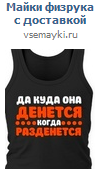 Майки физрука
с доставкой
vsemayki.ru
ДА КУДА ОНА
ДЕНЕТСЯ
КОГДА
РАЗДЕНЕТСЯ